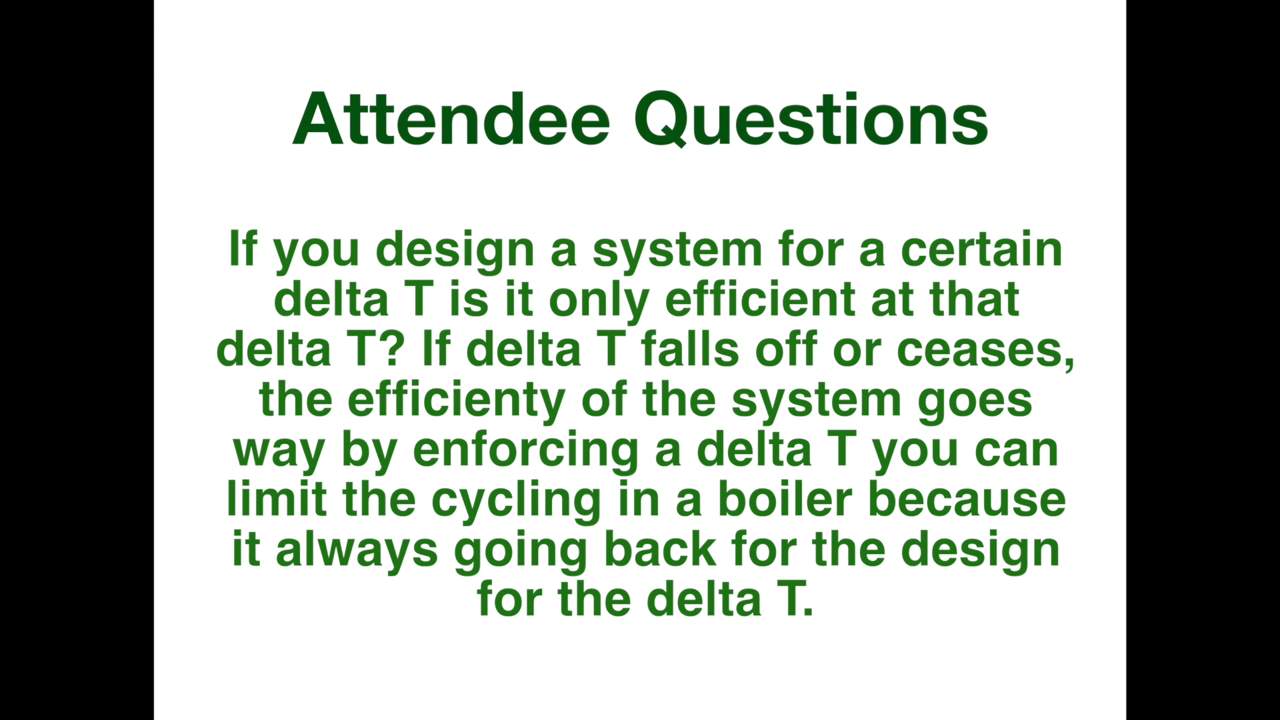 Attendee Questions
If you design a system for a certain
delta T is it only efficient at that
delta T? If delta T falls off or ceases,
the efficienty of the system goes
way by enforcing a delta T you can
limit the cycling in a boiler because
it always going back for the design
for the delta T.